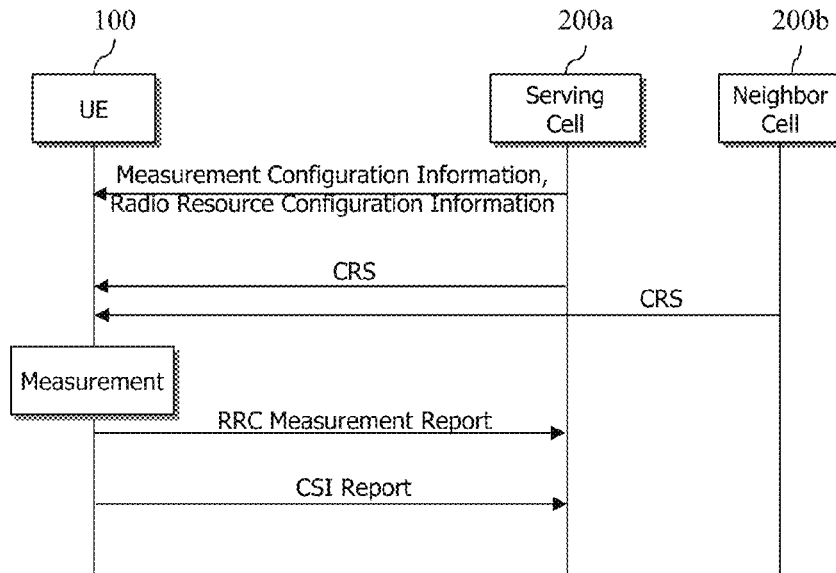 100
200a
200b
UE
Serving
Cell
Neighbor
Cell
Measurement Configuration Information,
Radio Resource Configuration Information
CRS
CRS
Measurement
RRC Measurement Report
CSI Report